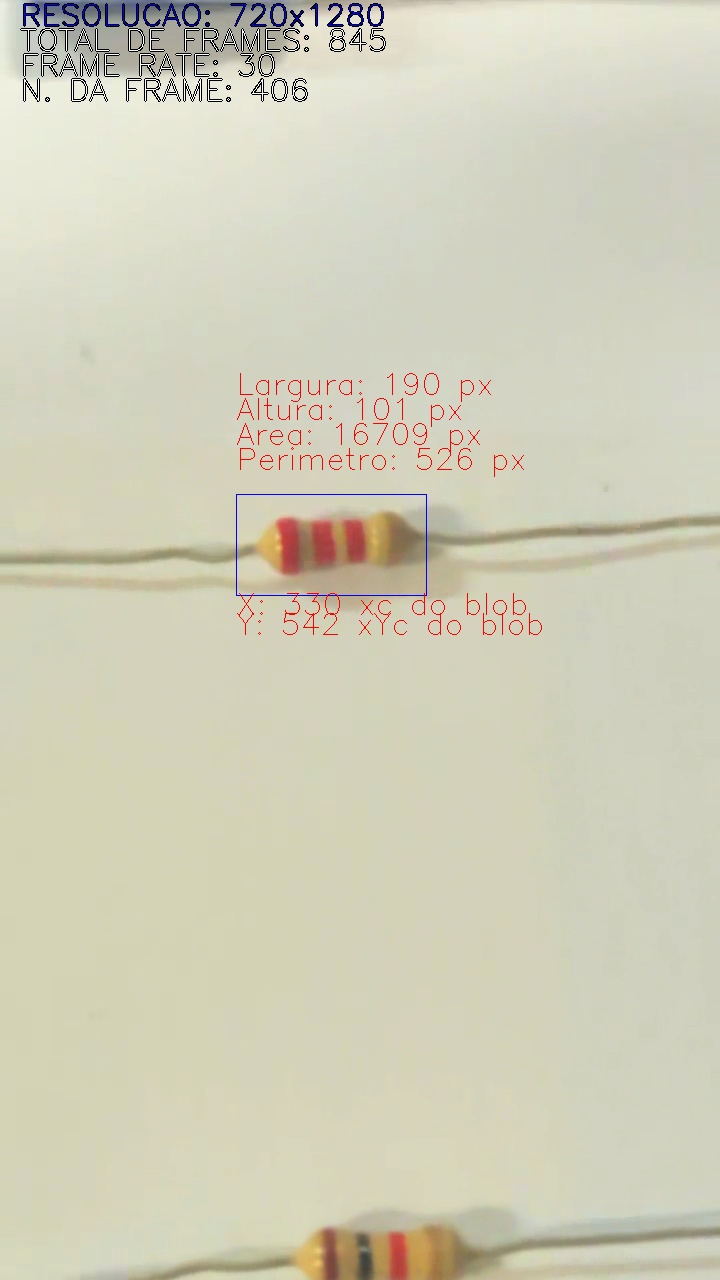 RESOLUCAO: 720x1280
TOTAL DE FRAMES: 845
FRAME RATE: 30
N. DA FRAME: 406
Largura: 190 px
Altura: 101 px
Area: 16709 px
Perimetro: 526 px
X: 330 xc do blob
Y: 542 xYc do blob